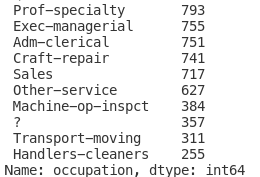 Prof-specialty 793
Exec-managerial 755
Adm-clerical 751
Craft-repair 741
Sales 717
Other-service 627
Machine-op-inspct 384
? 357
Transport-moving 311
Handlers-cleaners 255
Name: occupation, dtype: int64